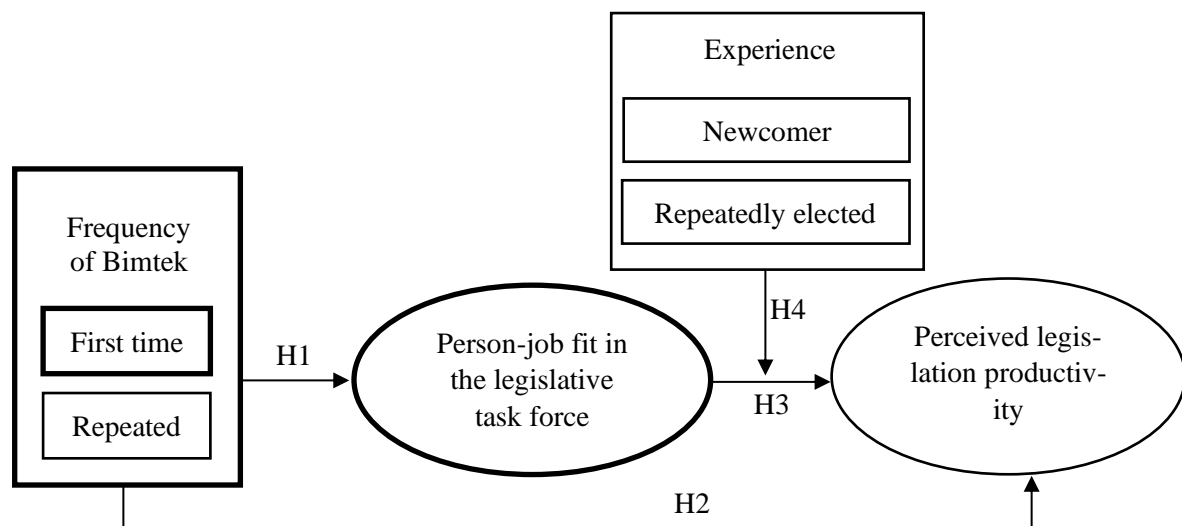 Experience
Newcomer
Repeatedly elected
Frequency
of Bimtek
First time
Repeated
H1
Person-job fit in
the legislative
task force
H4
H3
Perceived legis-
lation productiv-
ity
H2